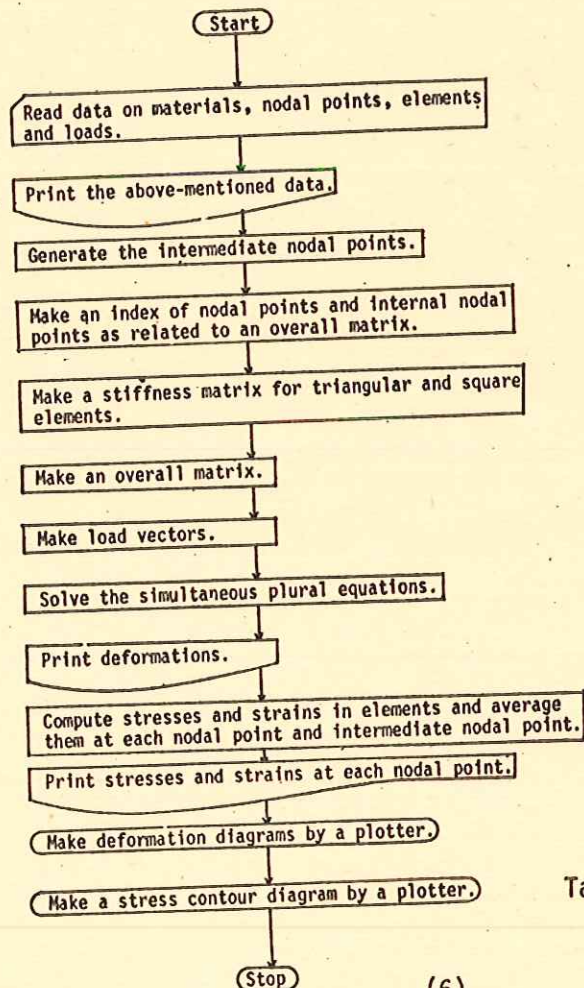 Start
Read data on materials, nodal points, elements
and loads.
Print the above-mentioned data.
Generate the intermediate nodal points.
Make an index of nodal points and internal nodal
points as related to an overall matrix.
Make a stiffness matrix for triangular and square
elements.
Make an overall matrix.
Make load vectors.
Solve the simultaneous plural equations.
Print deformations.
Compute stresses and strains in elements and average
them at each nodal point and intermediate nodal point.
Print stresses and strains at each nodal point.
Make deformation diagrams by a plotter.
Make a stress contour diagram by a plotter.
Ta
Stop
(6)